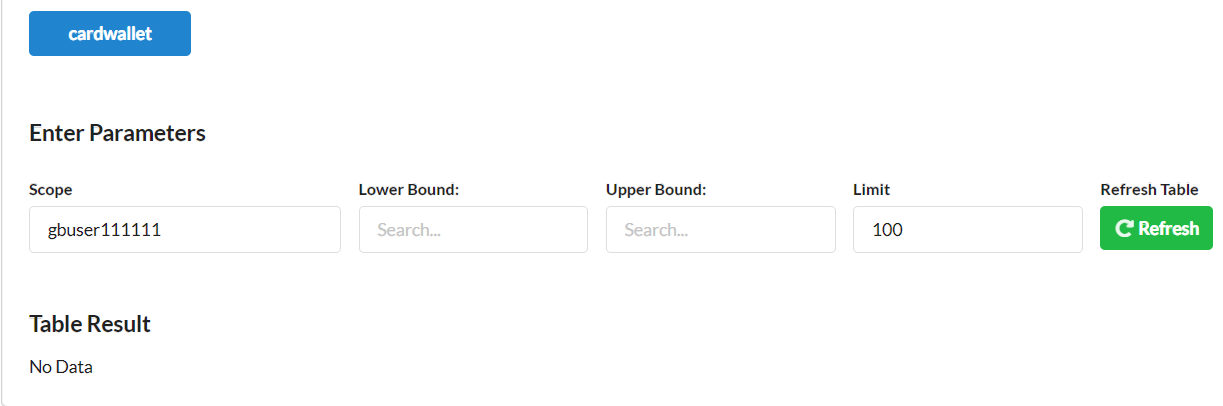 cardwallet
Enter Parameters
Scope Lower Bound: Upper Bound: Limit Refresh Table
gbuser111111 Search... Search... 100 Refresh
Table Result
No Data